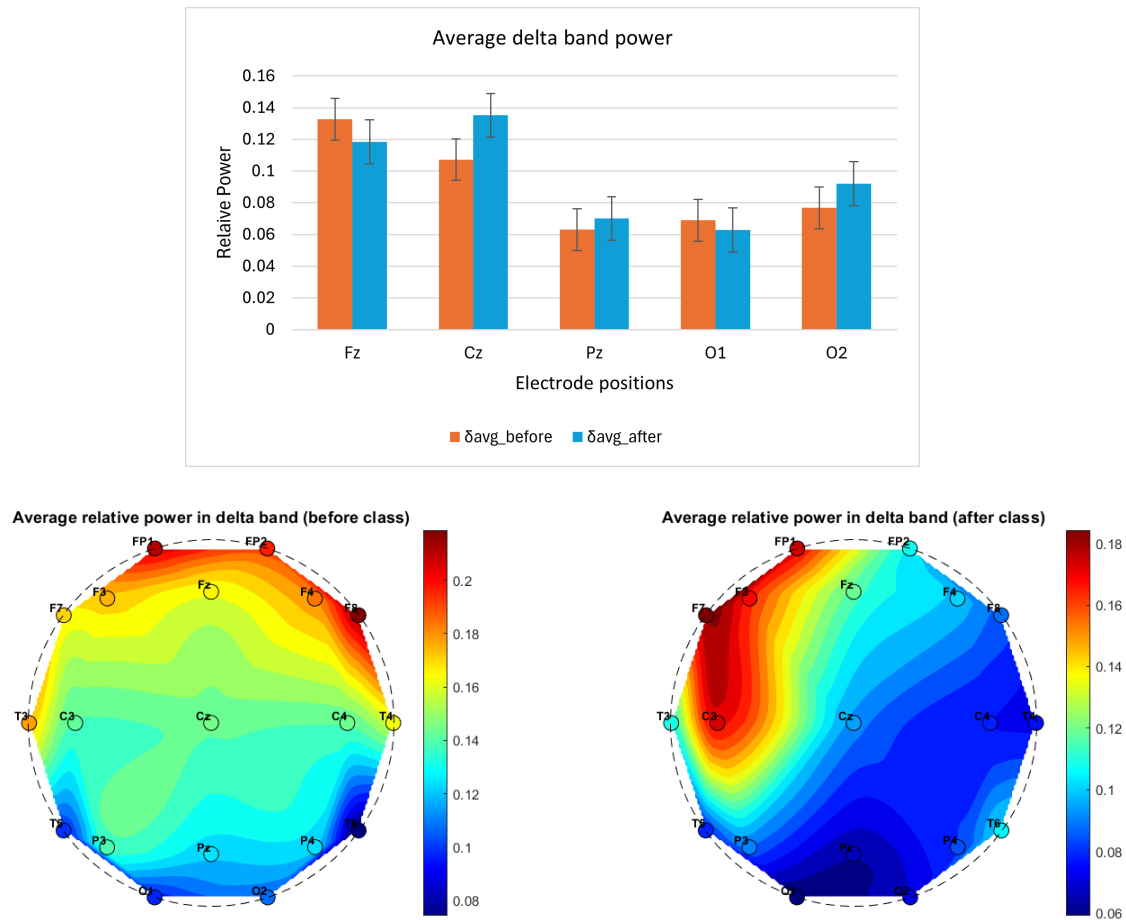 Average delta band power
0.16
0.14
0.12
0.1
0.08
0.06
0.04
0.02
0
Relaive Power
Fz Cz Pz O1 O2
Electrode positions
δavg_before δavg_after
Average relative power in delta band (before class)
FP1 FP2
F7 F3 Fz F4 F8
T3 C3 Cz C4 T4
T5 P3 Pz P4 T6
O1 O2
0.2
0.18
0.16
0.14
0.12
0.1
0.08
Average relative power in delta band (after class)
FP1 FP2
F7 F3 Fz F4 F8
T3 C3 Cz C4 T4
T5 P3 Pz P4 T6
O1 O2
0.18
0.16
0.14
0.12
0.1
0.08
0.06